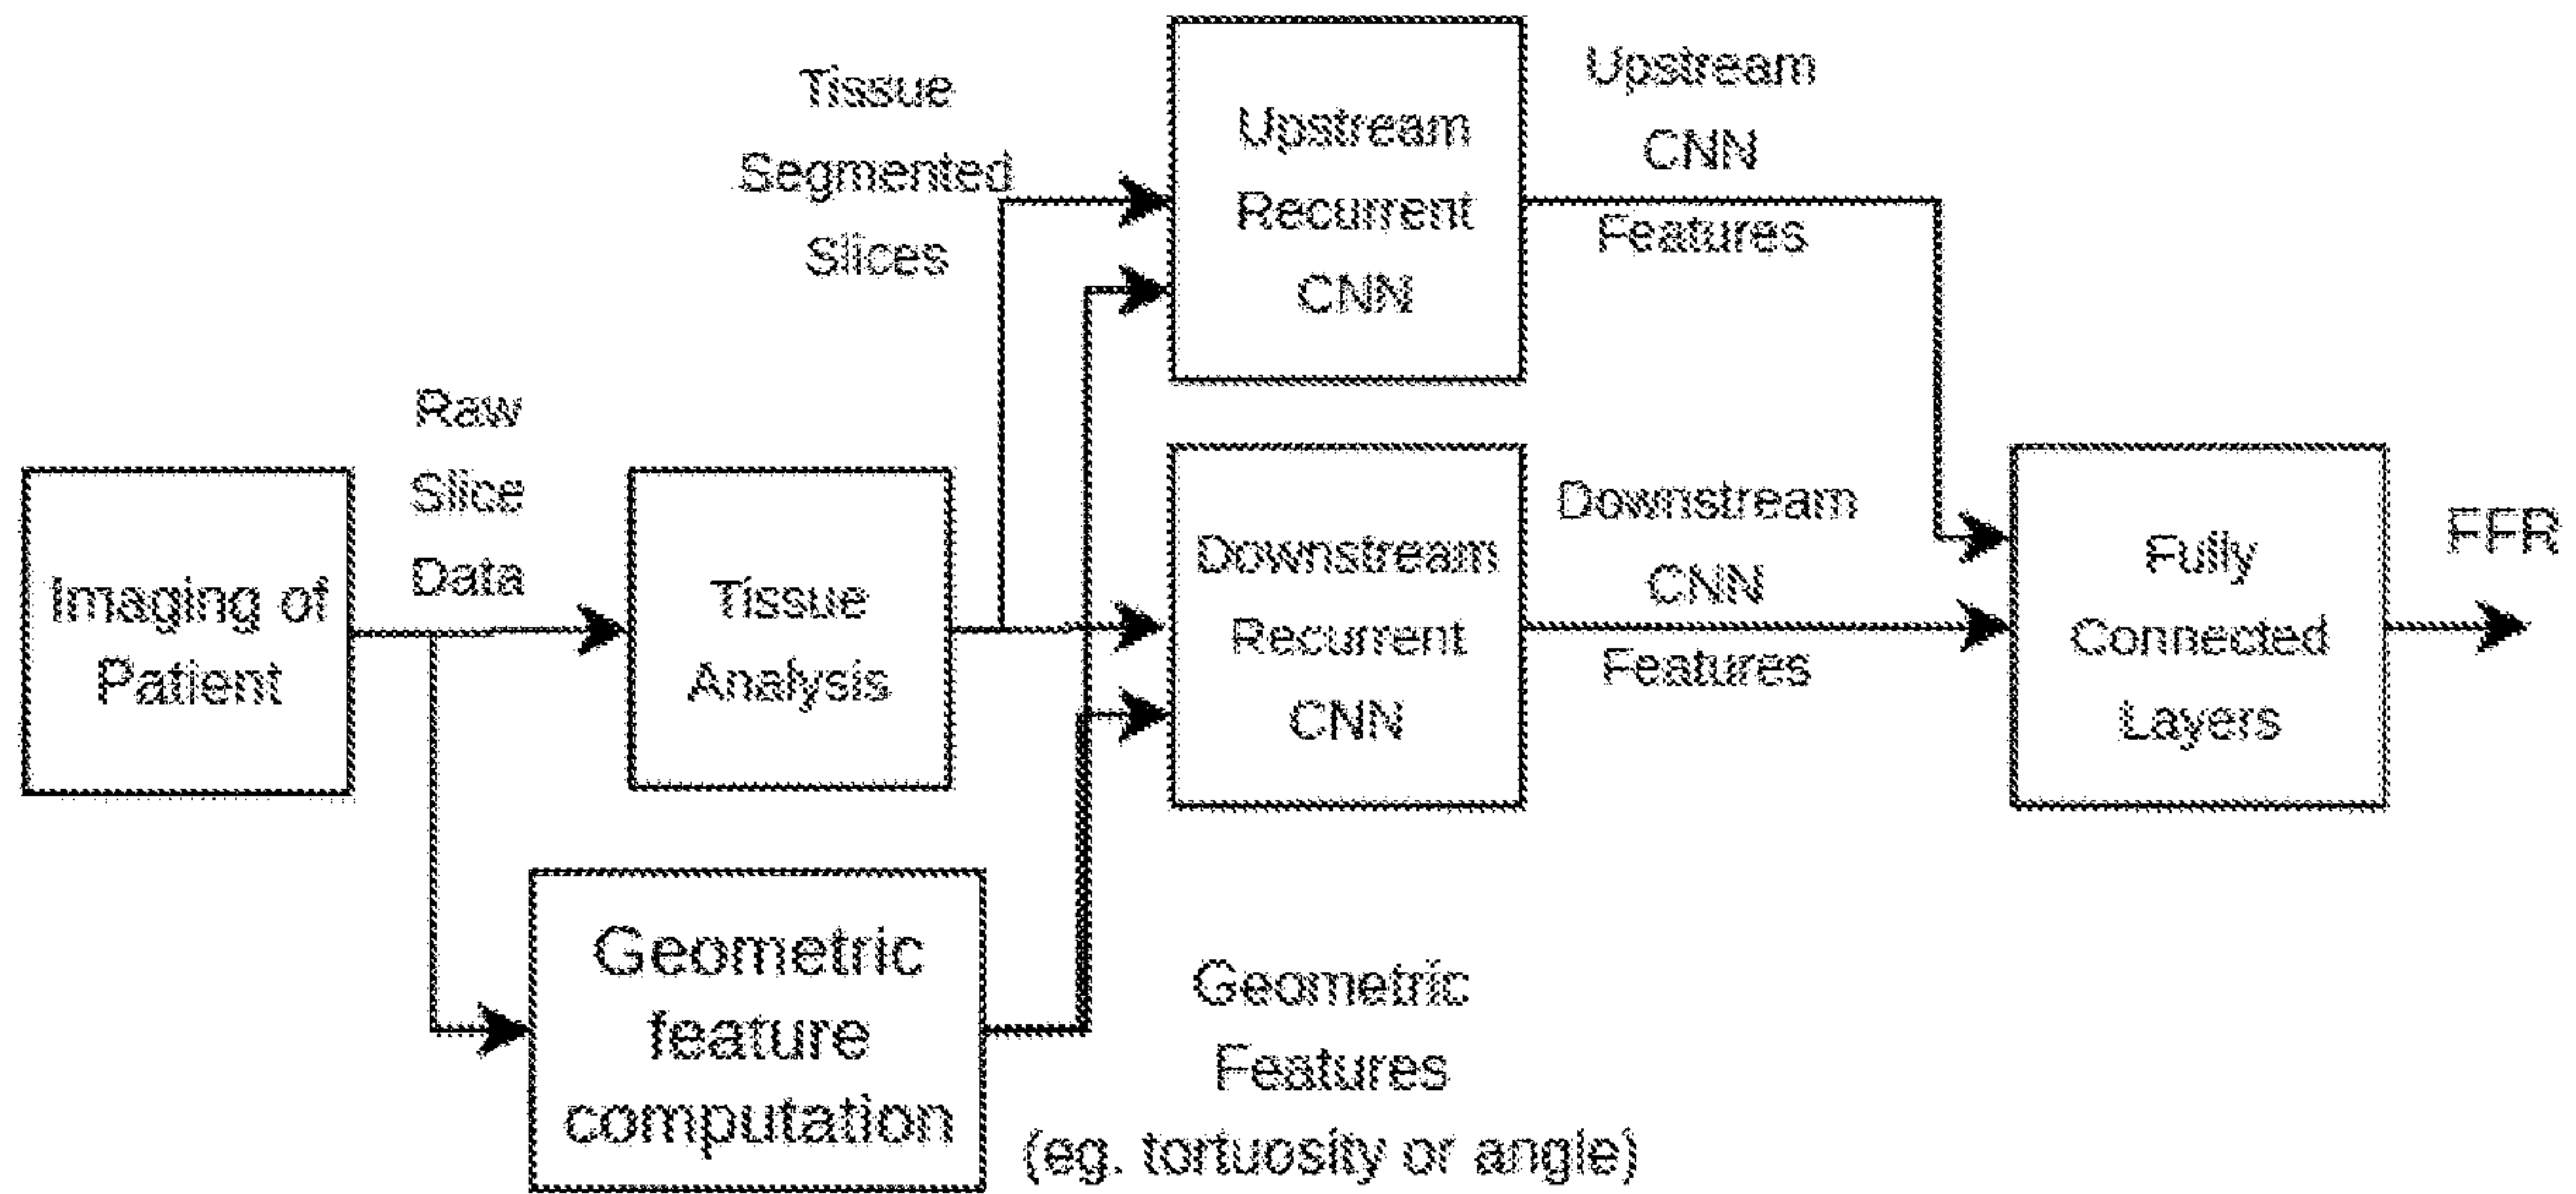 Tissue
Segmented
Slices
Upstream
Recurrent
CNN
Upstream
CNN
Features
Raw
Slice
Data
Imaging of
Patient
Tissue
Analysis
Downstream
Recurrent
CNN
Downstream
CNN
Features
Fully
Connected
Layers
FFR
Geometric
feature
computation
Geometric
Features
(eg. tortuosity or angle)